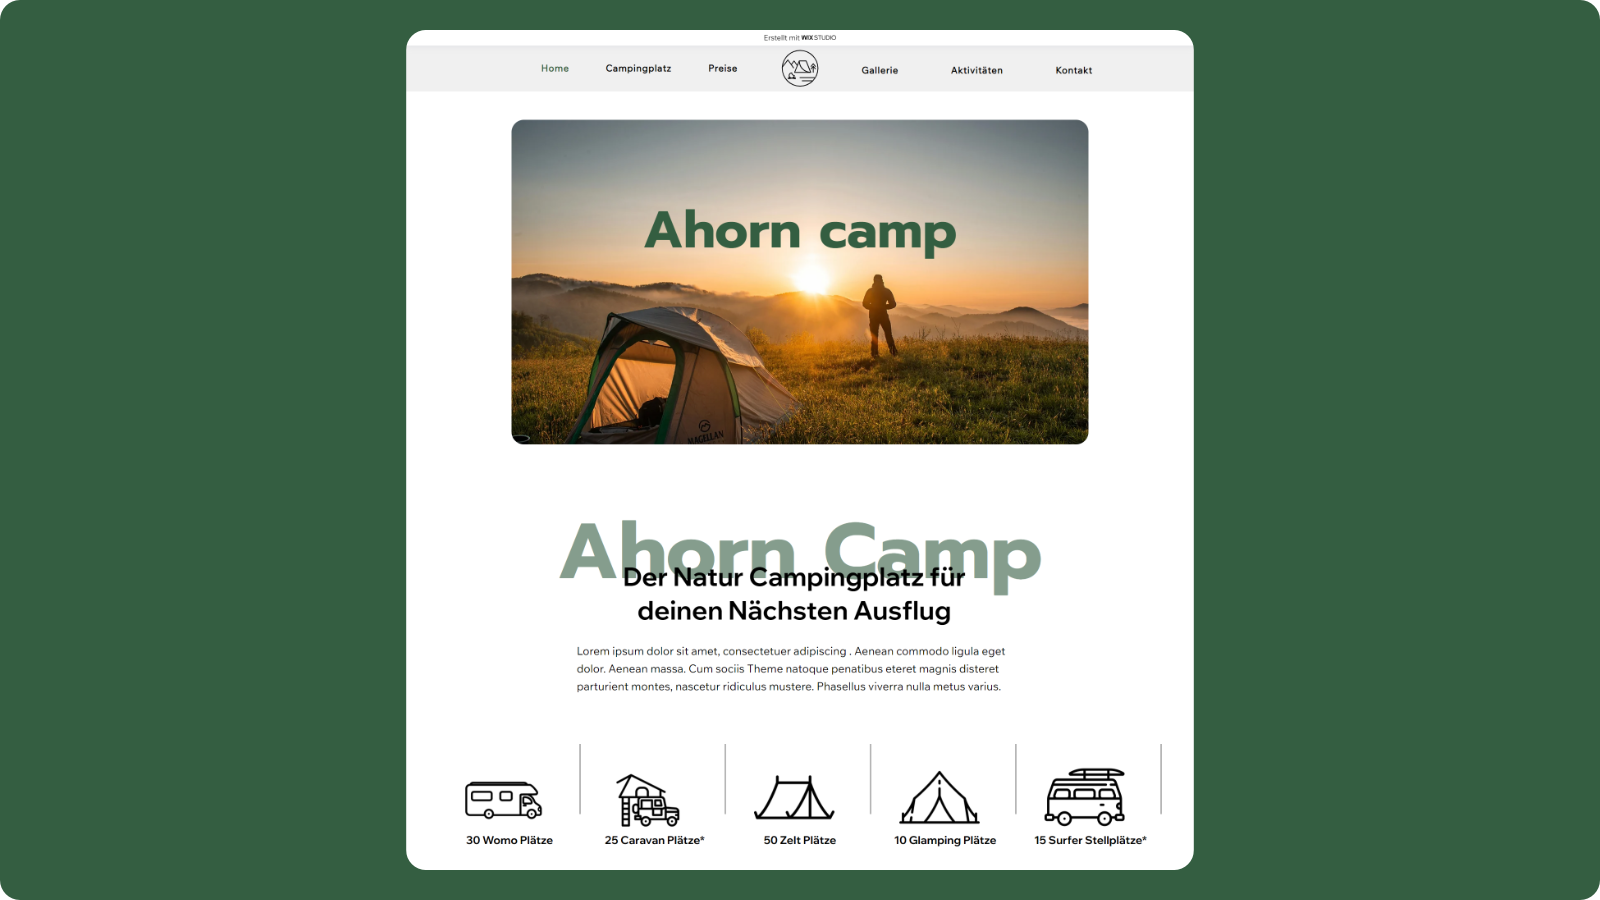 Erstellt mit WIX STUDIO
Home Campingplatz Preise Gallerie Aktivitäten Kontakt
Ahorn camp
MAGELLAN
Ahorn Camp
Der Natur Campingplatz für
deinen Nächsten Ausflug
Lorem ipsum dolor sit amet, consectetuer adipiscing . Aenean commodo ligula eget
dolor. Aenean massa. Cum sociis Theme natoque penatibus eteret magnis disteret
parturient montes, nascetur ridiculus mustere. Phasellus viverra nulla metus varius.
30 Womo Plätze
25 Caravan Plätze*
50 Zelt Plätze
10 Glamping Plätze
15 Surfer Stellplätze*